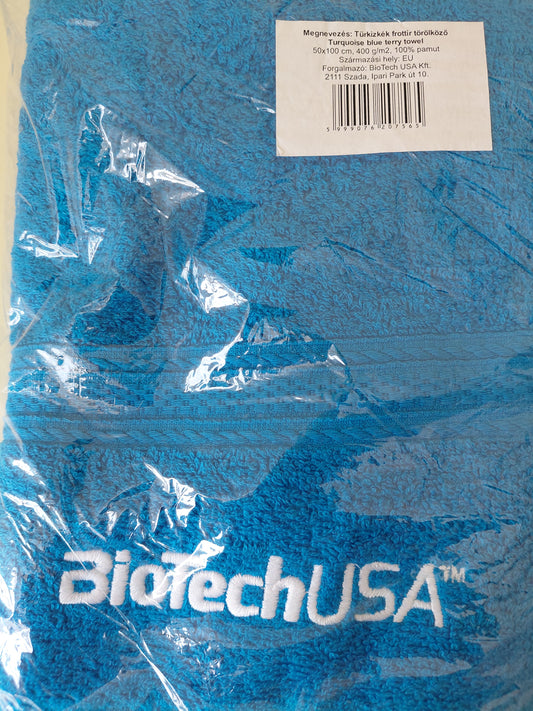 Megnevezés: Türkizkék frottír törölköző
Turquoise blue terry towel
50x100 cm, 400 g/m2, 100% pamut
Származási hely: EU
Forgalmazó: BioTech USA Kft.
2111 Szada, Ipari Park út 10.
5 999076 207565
BioTechUSA™